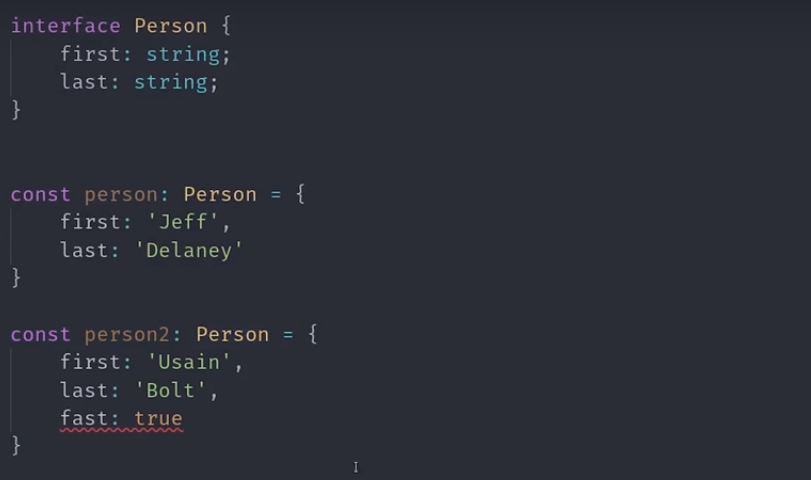 interface Person {
    first: string;
    last: string;
}
const person: Person = {
    first: 'Jeff',
    last: 'Delaney'
}
const person2: Person = {
    first: 'Usain',
    last: 'Bolt',
    fast: true
}